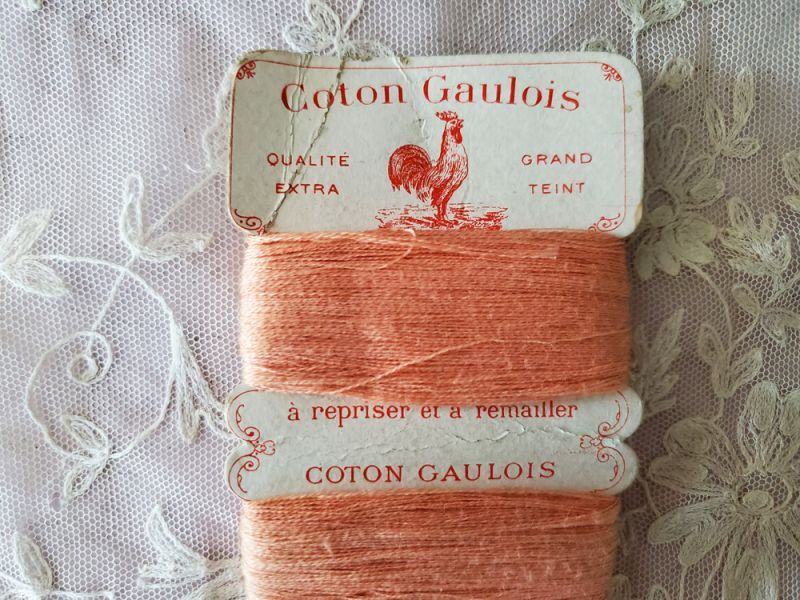 Coton Gaulois
QUALITÉ GRAND
EXTRA TEINT
à repriser et à remailler
COTON GAULOIS